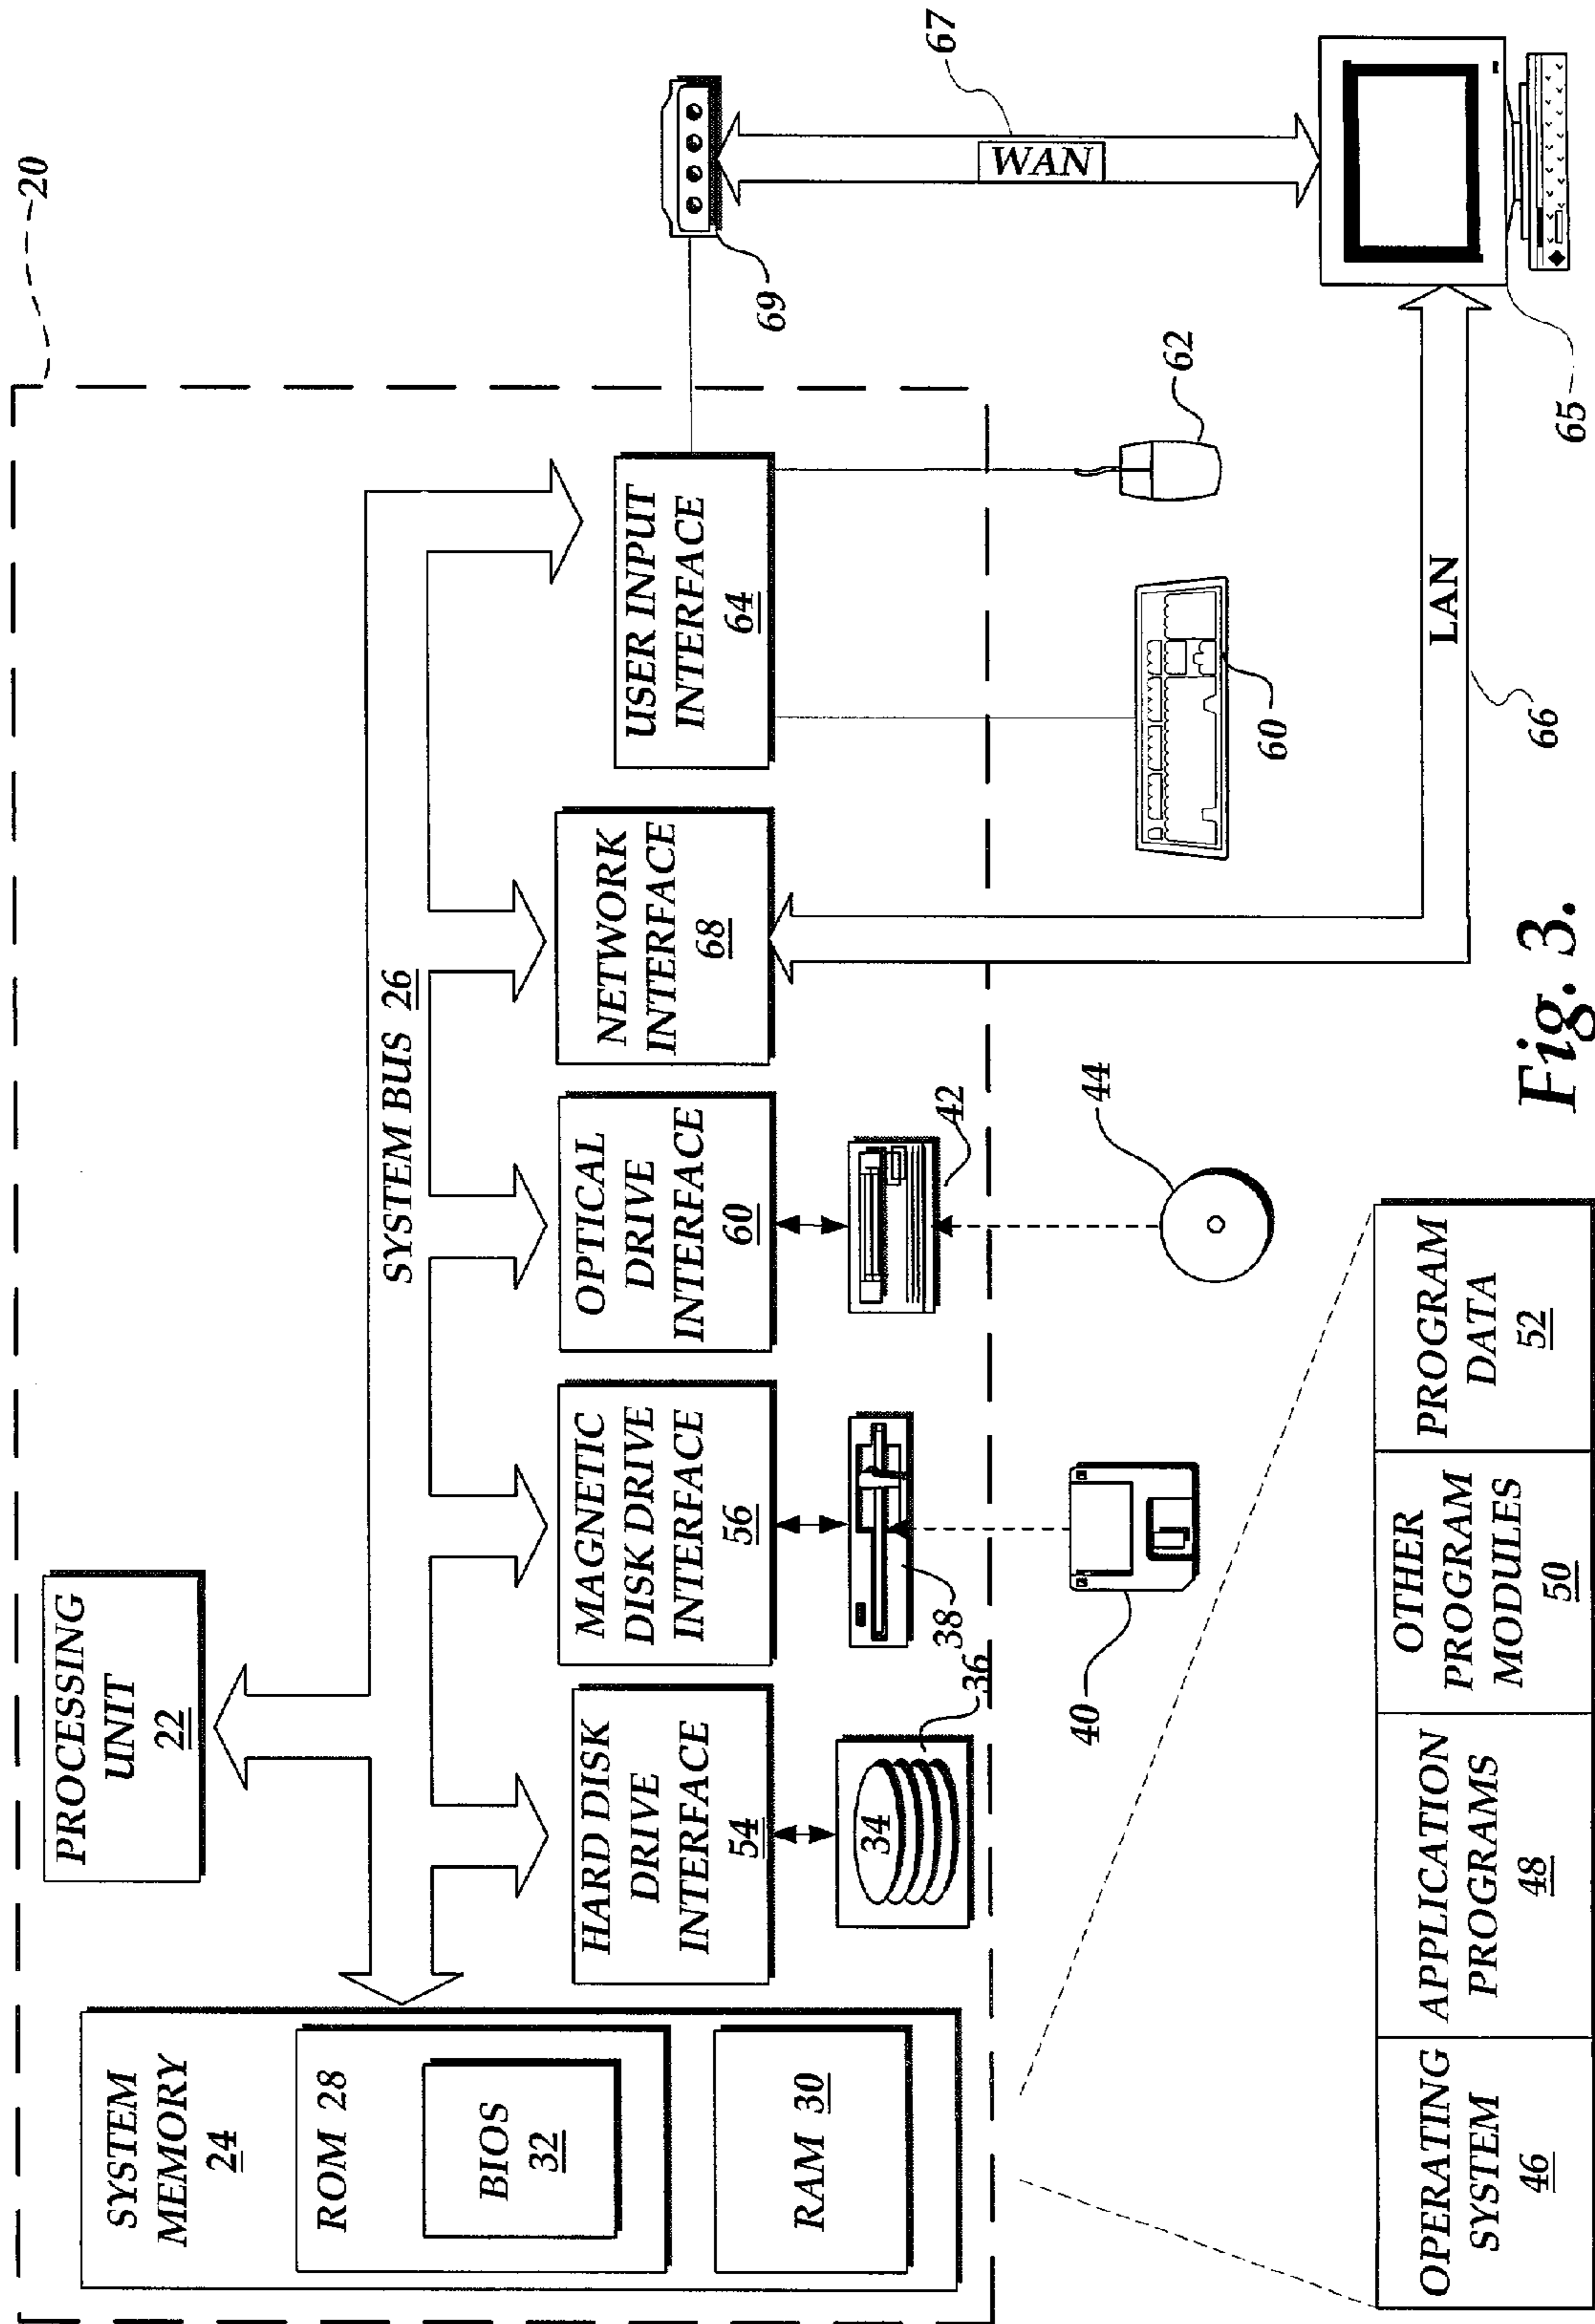 20
PROCESSING
UNIT
22
SYSTEM BUS 26
SYSTEM
MEMORY
24
ROM 28
BIOS
32
RAM 30
HARD DISK
DRIVE
INTERFACE
54
MAGNETIC
DISK DRIVE
INTERFACE
56
OPTICAL
DRIVE
INTERFACE
60
NETWORK
INTERFACE
68
USER INPUT
INTERFACE
64
34
36
38
42
69
40
44
60
62
WAN
67
LAN
66
65
OPERATING
SYSTEM
46
APPLICATION
PROGRAMS
48
OTHER
PROGRAM
MODULES
50
PROGRAM
DATA
52
Fig. 3.